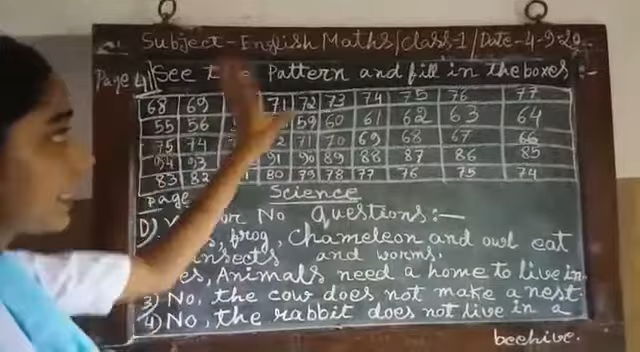 Subject - English Maths/class-1/Date-4-9-20
Page 41 See the Pattern and fill in the boxes :-
68 69 71 72 73 74 75 76 77
55 56 59 60 61 62 63 64
75 74 71 70 69 68 67 66
94 93 91 90 89 88 87 86 85
83 82 80 79 78 77 76 75 74
page Science
D) or No questions:-
frog, Chameleon and owl eat
insects and worms.
Animals need a home to live in.
3) No, the cow does not make a nest.
4) No, the rabbit does not live in a
beehive.